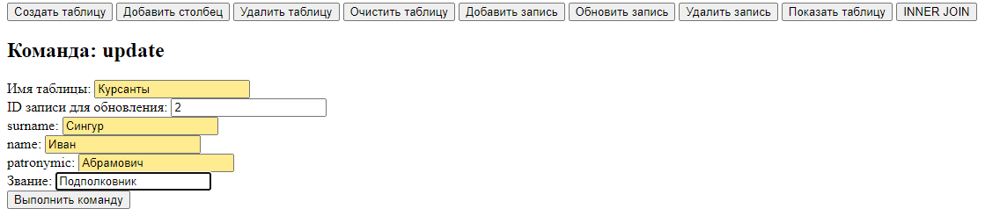 Создать таблицу Добавить столбец Удалить таблицу Очистить таблицу Добавить запись Обновить запись Удалить запись Показать таблицу INNER JOIN
Команда: update
Имя таблицы: Курсанты
ID записи для обновления: 2
surname: Сингур
name: Иван
patronymic: Абрамович
Звание: Подполковник
Выполнить команду